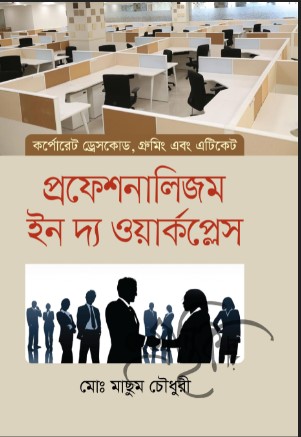 কর্পোরেট ড্রেসকোড, গ্রুমিং এবং এটিকেট
প্রফেশনালিজম
ইন দ্য ওয়ার্কপ্লেস
মোঃ মাছুম চৌধুরী